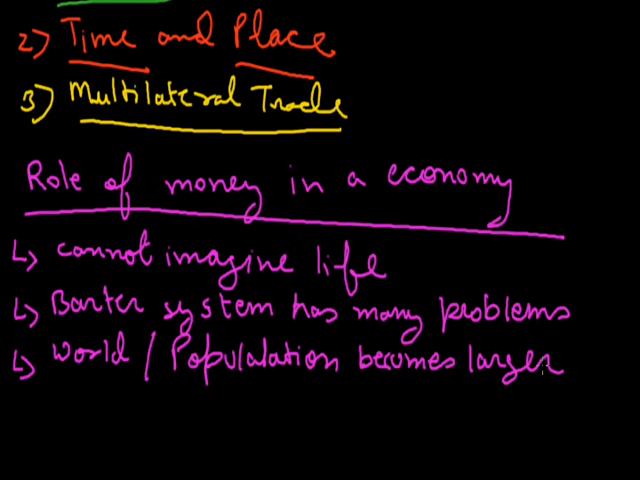 2) Time and Place
3) Multilateral Trade
Role of money in a economy
↳ cannot imagine life
↳ Barter system has many problems
↳ World / Populalation becomes larger